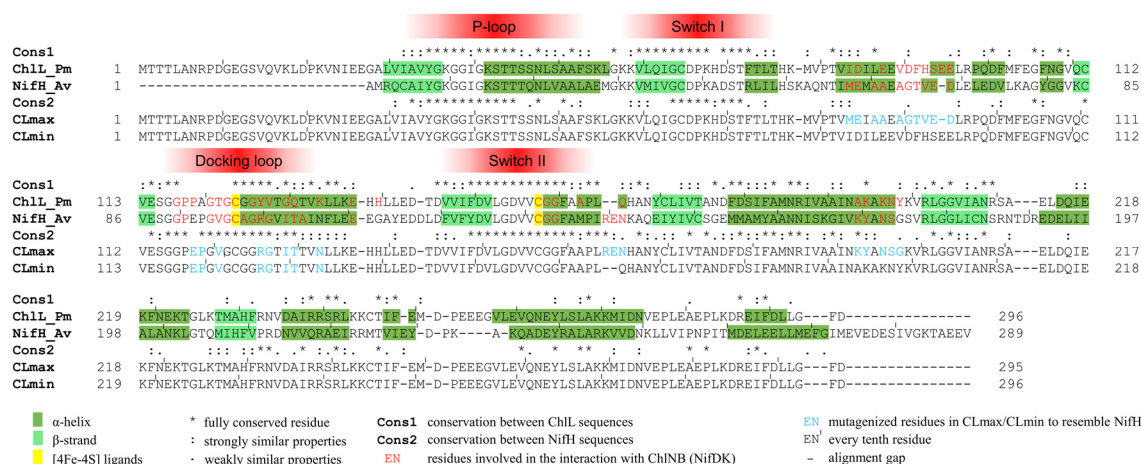 P-loop Switch I
Cons1
ChlL_Pm 1 MTTTLANRPDGEGSVQVKLDPKVNIEEGALVIAVYGKGGIGKSTTSSNLSAAFSKLGKKVLQIGCDPKHDSTFTLTHK-MVPTVIDILEEVDFHSEELRPQDFMFEGFNGVQC 112
NifH_Av 1 ---------------------------AMRQCAIYGKGGIGKSTTTQNLVAALAEMGKKVMIVGCDPKADSTRLILHSKAQNTIMEMAAEAGTVE-DLELEDVLKAGYGGVKC 85
Cons2
CLmax 1 MTTTLANRPDGEGSVQVKLDPKVNIEEGALVIAVYGKGGIGKSTTSSNLSAAFSKLGKKVLQIGCDPKHDSTFTLTHK-MVPTVMEIAAEAGTVE-DLRPQDFMFEGFNGVQC 111
CLmin 1 MTTTLANRPDGEGSVQVKLDPKVNIEEGALVIAVYGKGGIGKSTTSSNLSAAFSKLGKKVLQIGCDPKHDSTFTLTHK-MVPTVIDILEEVDFHSEELRPQDFMFEGFNGVQC 112
Docking loop Switch II
Cons1
ChlL_Pm 113 VESGGPPAGTGCGGYVTGQTVKLLKE-HHLLED-TDVVIFDVLGDVVCGGFAAPL--QHANYCLIVTANDFDSIFAMNRIVAAINAKAKNYKVRLGGVIANRSA---ELDQIE 218
NifH_Av 86 VESGGPEPGVGCAGRGVITAINFLEEEGAYEDDLDFVFYDVLGDVVCGGFAMPIRENKAQEIYIVCSGEMMAMYAANNISKGIVKYANSGSVRLGGLICNSRNTDREDELII 197
Cons2
CLmax 112 VESGGPEPGVGCGGRGTITTVNLLKE-HHLLED-TDVVIFDVLGDVVCGGFAAPLRENHANYCLIVTANDFDSIFAMNRIVAAINKYANSGKVRLGGVIANRSA---ELDQIE 217
CLmin 113 VESGGPEPGVGCGGRGTITTVNLLKE-HHLLED-TDVVIFDVLGDVVCGGFAAPL--QHANYCLIVTANDFDSIFAMNRIVAAINAKAKNYKVRLGGVIANRSA---ELDQIE 218
Cons1
ChlL_Pm 219 KFNEKTGLKTMAHFRNVDAIRRSRLKKCTIF-EM-D-PEEEGVLEVQNEYLSLAKKMIDNVEPLEAEPLKDREIFDLLG---FD--------------- 296
NifH_Av 198 ALANKLGTQMIHFVPRDNVVQRAEIRRMTVIEYD-PK----A-KQADEYRALARKVVDNKLLVIPNPITMDELEELLMEFGIMEVEDESIVGKTAEEV 289
Cons2
CLmax 218 KFNEKTGLKTMAHFRNVDAIRRSRLKKCTIF-EM-D-PEEEGVLEVQNEYLSLAKKMIDNVEPLEAEPLKDREIFDLLG---FD--------------- 295
CLmin 219 KFNEKTGLKTMAHFRNVDAIRRSRLKKCTIF-EM-D-PEEEGVLEVQNEYLSLAKKMIDNVEPLEAEPLKDREIFDLLG---FD--------------- 296
α-helix * fully conserved residue Cons1 conservation between ChlL sequences EN mutagenized residues in CLmax/CLmin to resemble NifH
β-strand : strongly similar properties Cons2 conservation between NifH sequences EN' every tenth residue
[4Fe-4S] ligands . weakly similar properties EN residues involved in the interaction with ChlNB (NifDK) – alignment gap